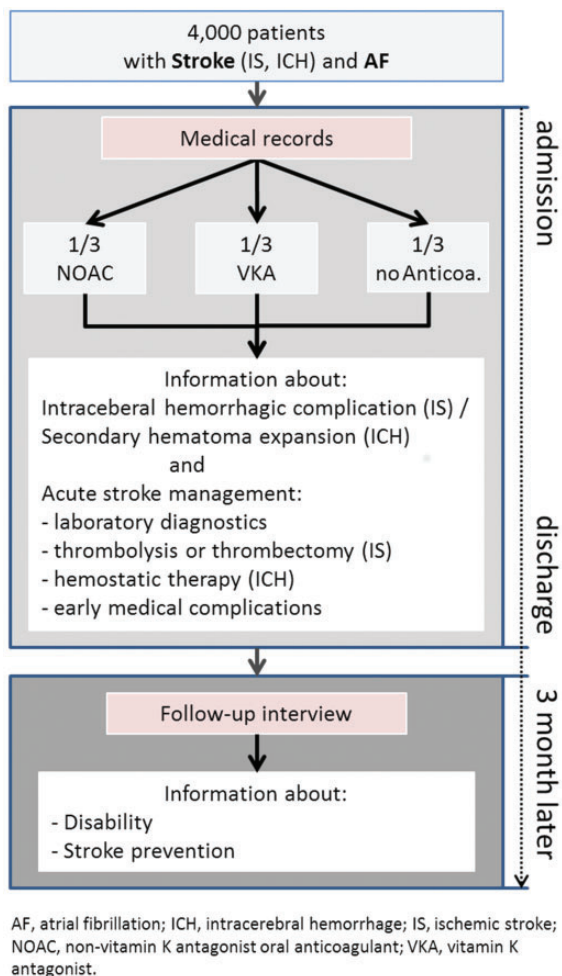 4,000 patients
with Stroke (IS, ICH) and AF
admission
Medical records
1/3
NOAC
1/3
VKA
1/3
no Anticoa.
Information about:
Intraceberal hemorrhagic complication (IS) /
Secondary hematoma expansion (ICH)
and
Acute stroke management:
- laboratory diagnostics
- thrombolysis or thrombectomy (IS)
- hemostatic therapy (ICH)
- early medical complications
discharge
Follow-up interview
Information about:
- Disability
- Stroke prevention
3 month later
AF, atrial fibrillation; ICH, intracerebral hemorrhage; IS, ischemic stroke;
NOAC, non-vitamin K antagonist oral anticoagulant; VKA, vitamin K
antagonist.